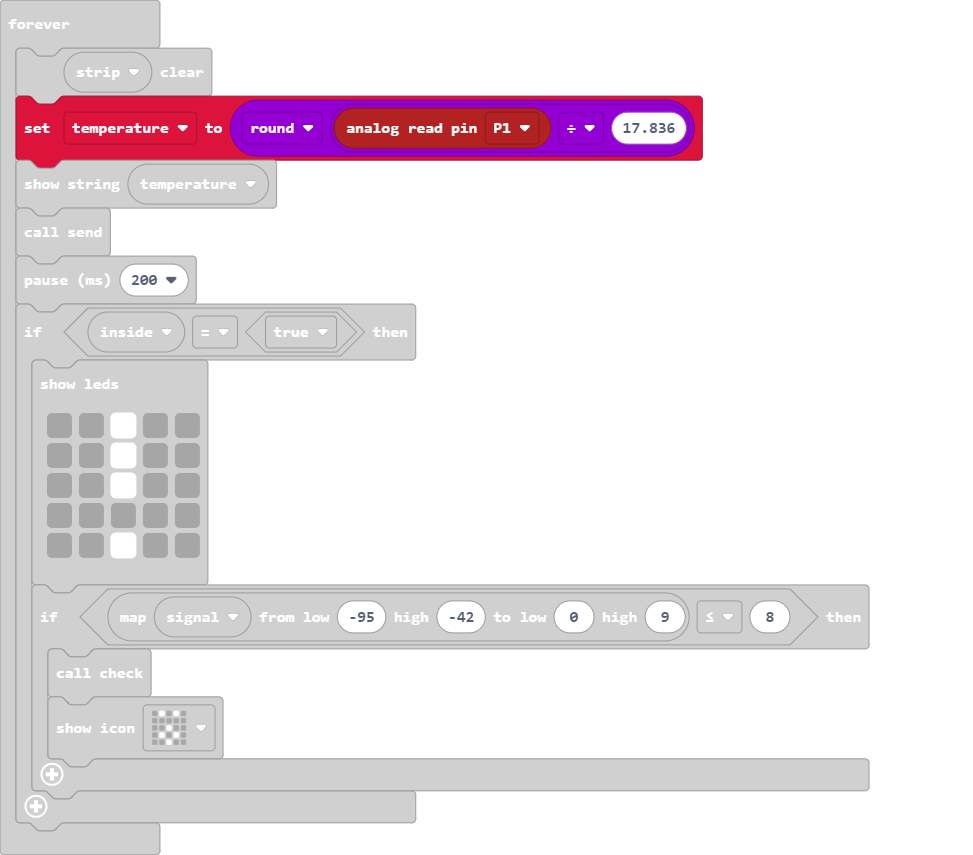 forever
strip clear
set temperature to round analog read pin P1 ÷ 17.836
show string temperature
call send
pause (ms) 200
if inside = true then
show leds
if map signal from low -95 high -42 to low 0 high 9 ≤ 8 then
call check
show icon